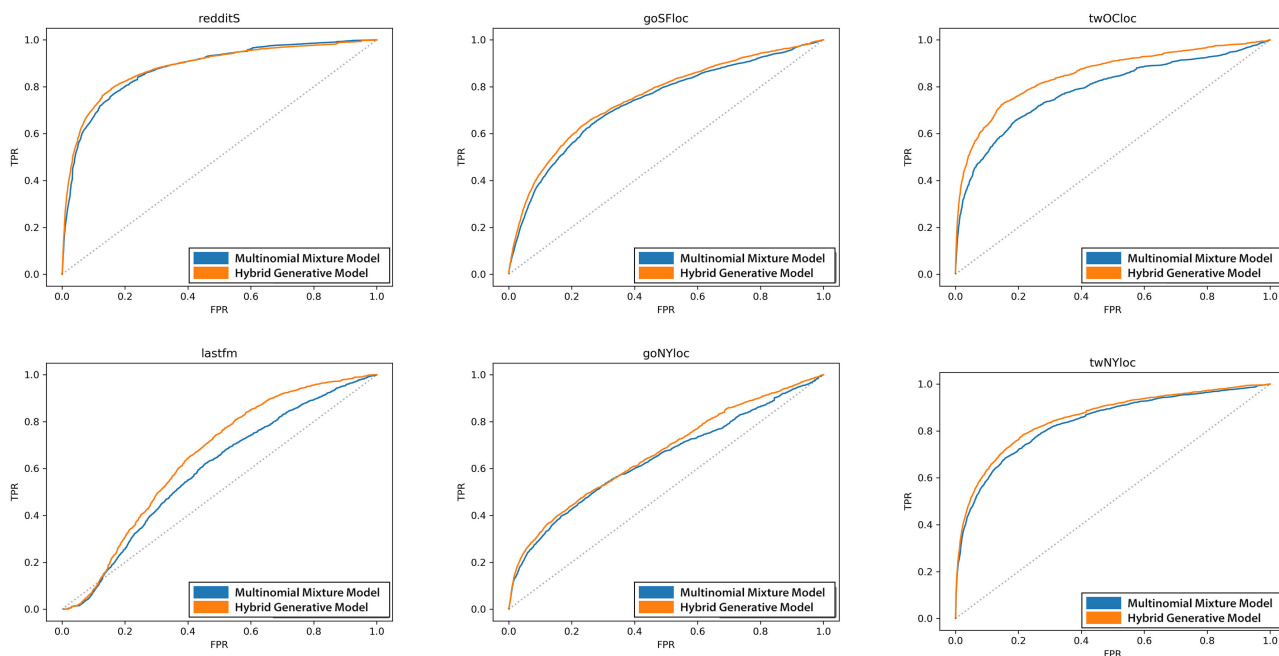 redditS
1.0
0.8
0.6
0.4
0.2
0.0
TPR
0.0 0.2 0.4 0.6 0.8 1.0
FPR
Multinomial Mixture Model
Hybrid Generative Model
goSFloc
1.0
0.8
0.6
0.4
0.2
0.0
TPR
0.0 0.2 0.4 0.6 0.8 1.0
FPR
Multinomial Mixture Model
Hybrid Generative Model
twOCloc
1.0
0.8
0.6
0.4
0.2
0.0
TPR
0.0 0.2 0.4 0.6 0.8 1.0
FPR
Multinomial Mixture Model
Hybrid Generative Model
lastfm
1.0
0.8
0.6
0.4
0.2
0.0
TPR
0.0 0.2 0.4 0.6 0.8 1.0
FPR
Multinomial Mixture Model
Hybrid Generative Model
goNYloc
1.0
0.8
0.6
0.4
0.2
0.0
TPR
0.0 0.2 0.4 0.6 0.8 1.0
FPR
Multinomial Mixture Model
Hybrid Generative Model
twNYloc
1.0
0.8
0.6
0.4
0.2
0.0
TPR
0.0 0.2 0.4 0.6 0.8 1.0
FPR
Multinomial Mixture Model
Hybrid Generative Model